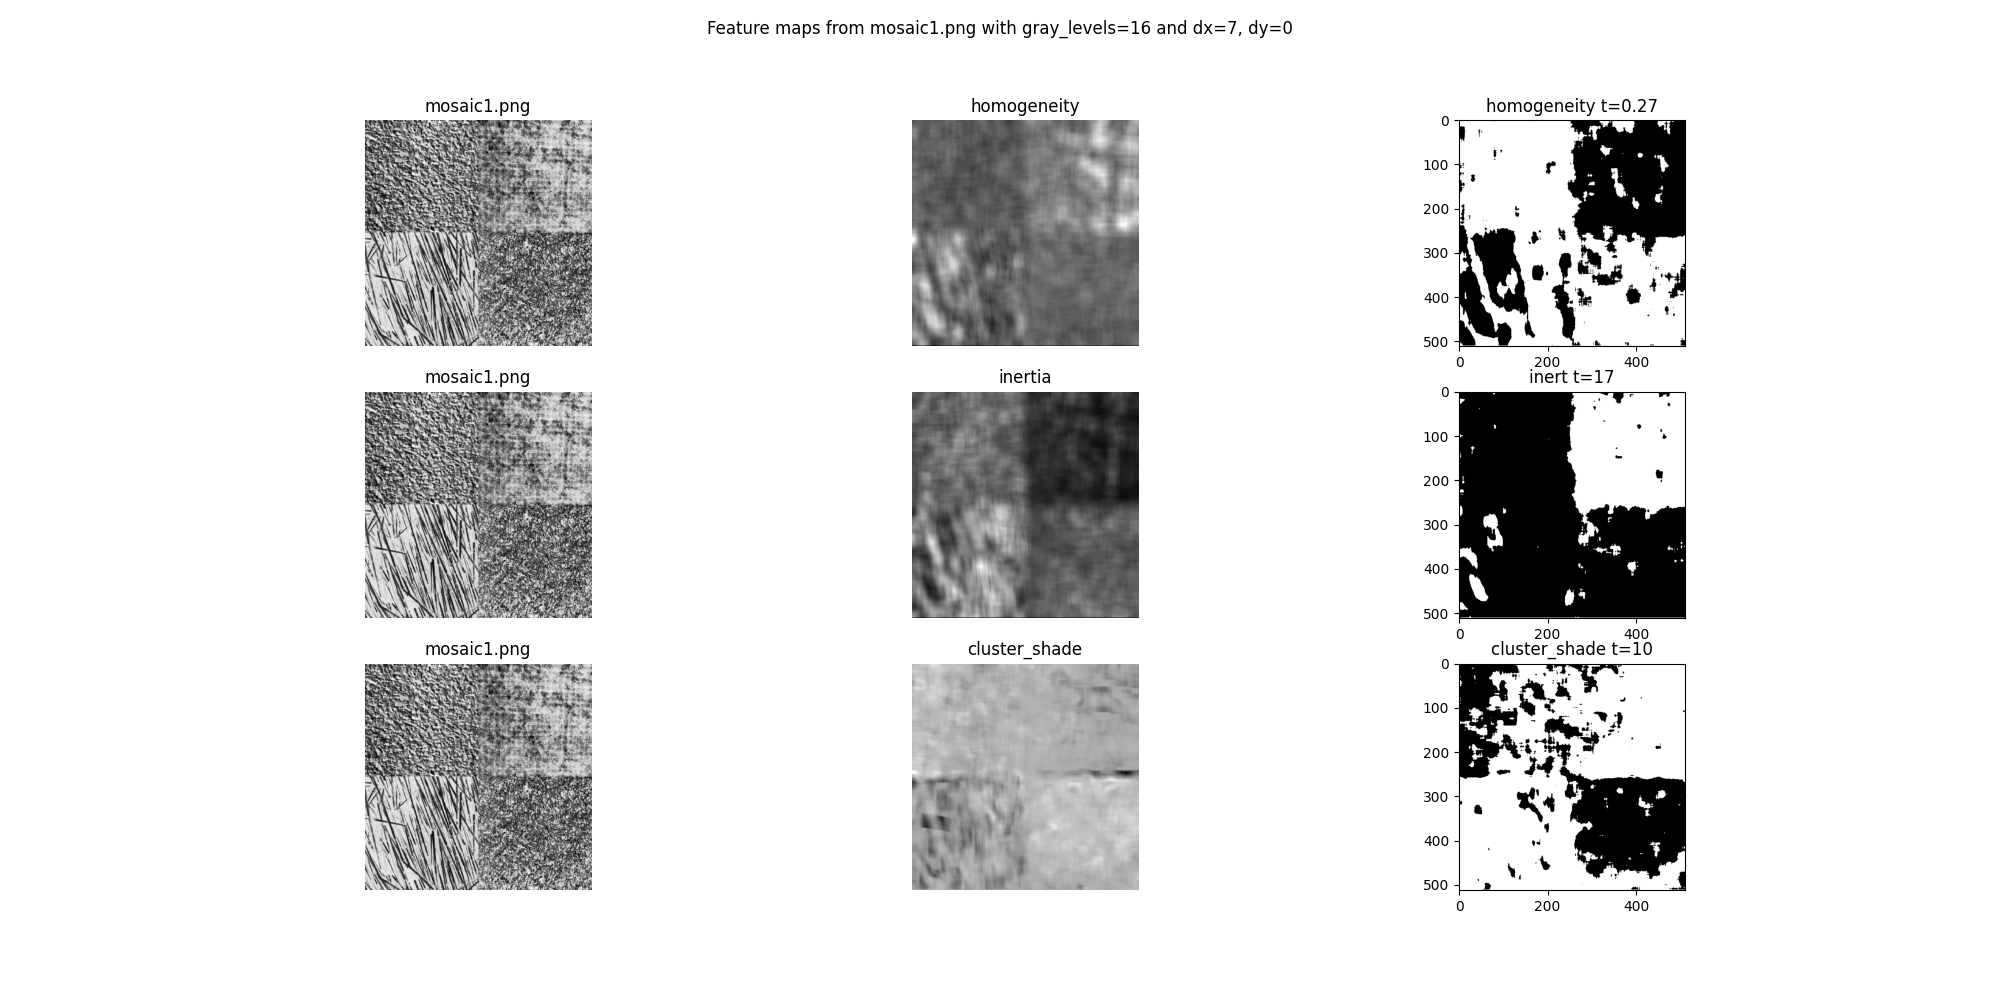 Feature maps from mosaic1.png with gray_levels=16 and dx=7, dy=0
mosaic1.png
homogeneity
homogeneity t=0.27
0
100
200
300
400
500
0 200 400
mosaic1.png
inertia
inert t=17
0
100
200
300
400
500
0 200 400
mosaic1.png
cluster_shade
cluster_shade t=10
0
100
200
300
400
500
0 200 400